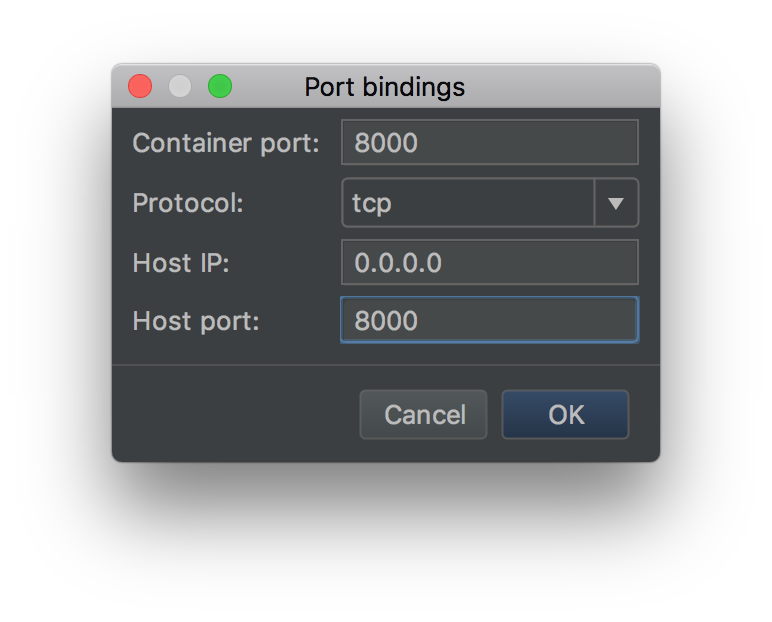 Port bindings
Container port: 8000
Protocol: tcp
Host IP: 0.0.0.0
Host port: 8000
Cancel OK